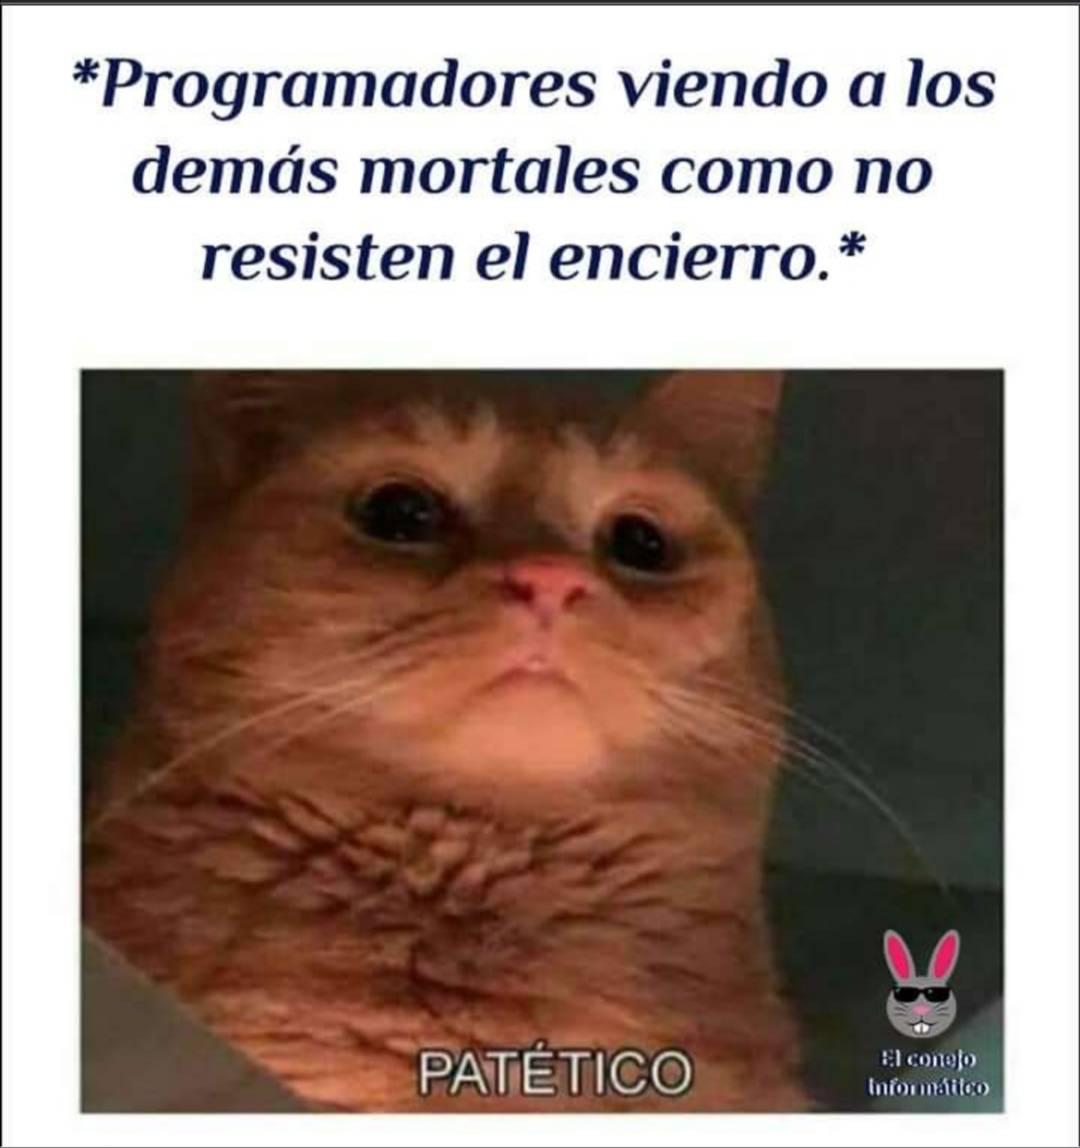 *Programadores viendo a los
demás mortales como no
resisten el encierro.*
PATÉTICO
El conejo
Informático